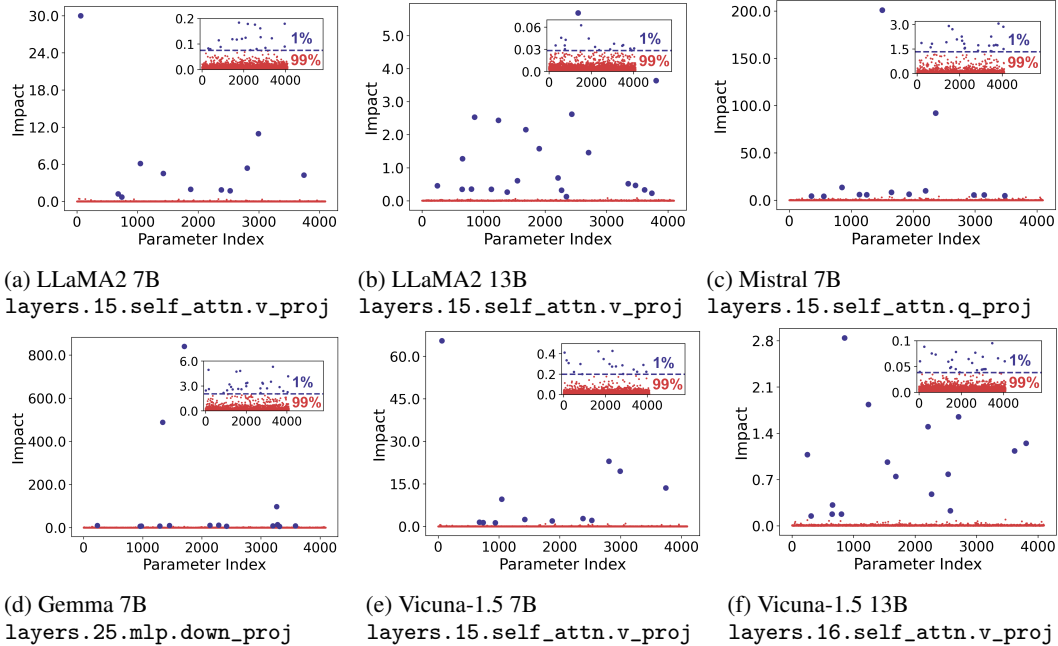 30.0
24.0
18.0
12.0
6.0
0.0
Impact
0.2
0.1
0.0
1%
99%
0 2000 4000
0 1000 2000 3000 4000
Parameter Index
(a) LLaMA2 7B
layers.15.self_attn.v_proj
5.0
4.0
3.0
2.0
1.0
0.0
Impact
0.06
0.03
0.00
1%
99%
0 2000 4000
0 1000 2000 3000 4000
Parameter Index
(b) LLaMA2 13B
layers.15.self_attn.v_proj
200.0
150.0
100.0
50.0
0.0
Impact
3.0
1.5
0.0
1%
99%
0 2000 4000
0 1000 2000 3000 4000
Parameter Index
(c) Mistral 7B
layers.15.self_attn.q_proj
800.0
600.0
400.0
200.0
0.0
Impact
6.0
3.0
0.0
1%
99%
0 2000 4000
0 1000 2000 3000 4000
Parameter Index
(d) Gemma 7B
layers.25.mlp.down_proj
60.0
45.0
30.0
15.0
0.0
Impact
0.4
0.2
0.0
1%
99%
0 2000 4000
0 1000 2000 3000 4000
Parameter Index
(e) Vicuna-1.5 7B
layers.15.self_attn.v_proj
2.8
2.1
1.4
0.7
0.0
Impact
0.1
0.05
0.0
1%
99%
0 2000 4000
0 1000 2000 3000 4000
Parameter Index
(f) Vicuna-1.5 13B
layers.16.self_attn.v_proj